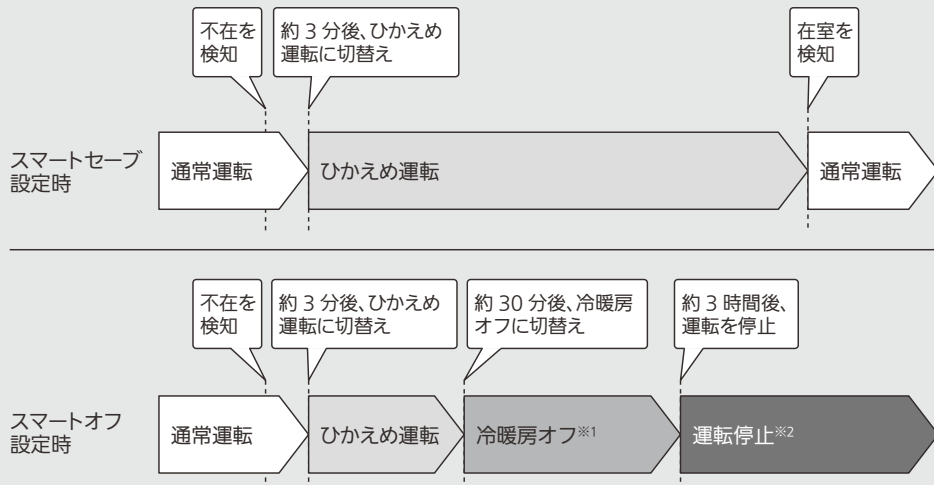 不在を
検知
約 3 分後、ひかえめ
運転に切替え
在室を
検知
スマートセーブ
設定時
通常運転
ひかえめ運転
通常運転
不在を
検知
約 3 分後、ひかえめ
運転に切替え
約 30 分後、冷暖房
オフに切替え
約 3 時間後、
運転を停止
スマートオフ
設定時
通常運転
ひかえめ運転
冷暖房オフ※1
運転停止※2